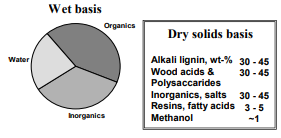 Wet basis
Organics
Water
Inorganics
Dry solids basis
Alkali lignin, wt-% 30 - 45
Wood acids & 30 - 45
Polysaccarides
Inorganics, salts 30 - 45
Resins, fatty acids 3 - 5
Methanol ~1